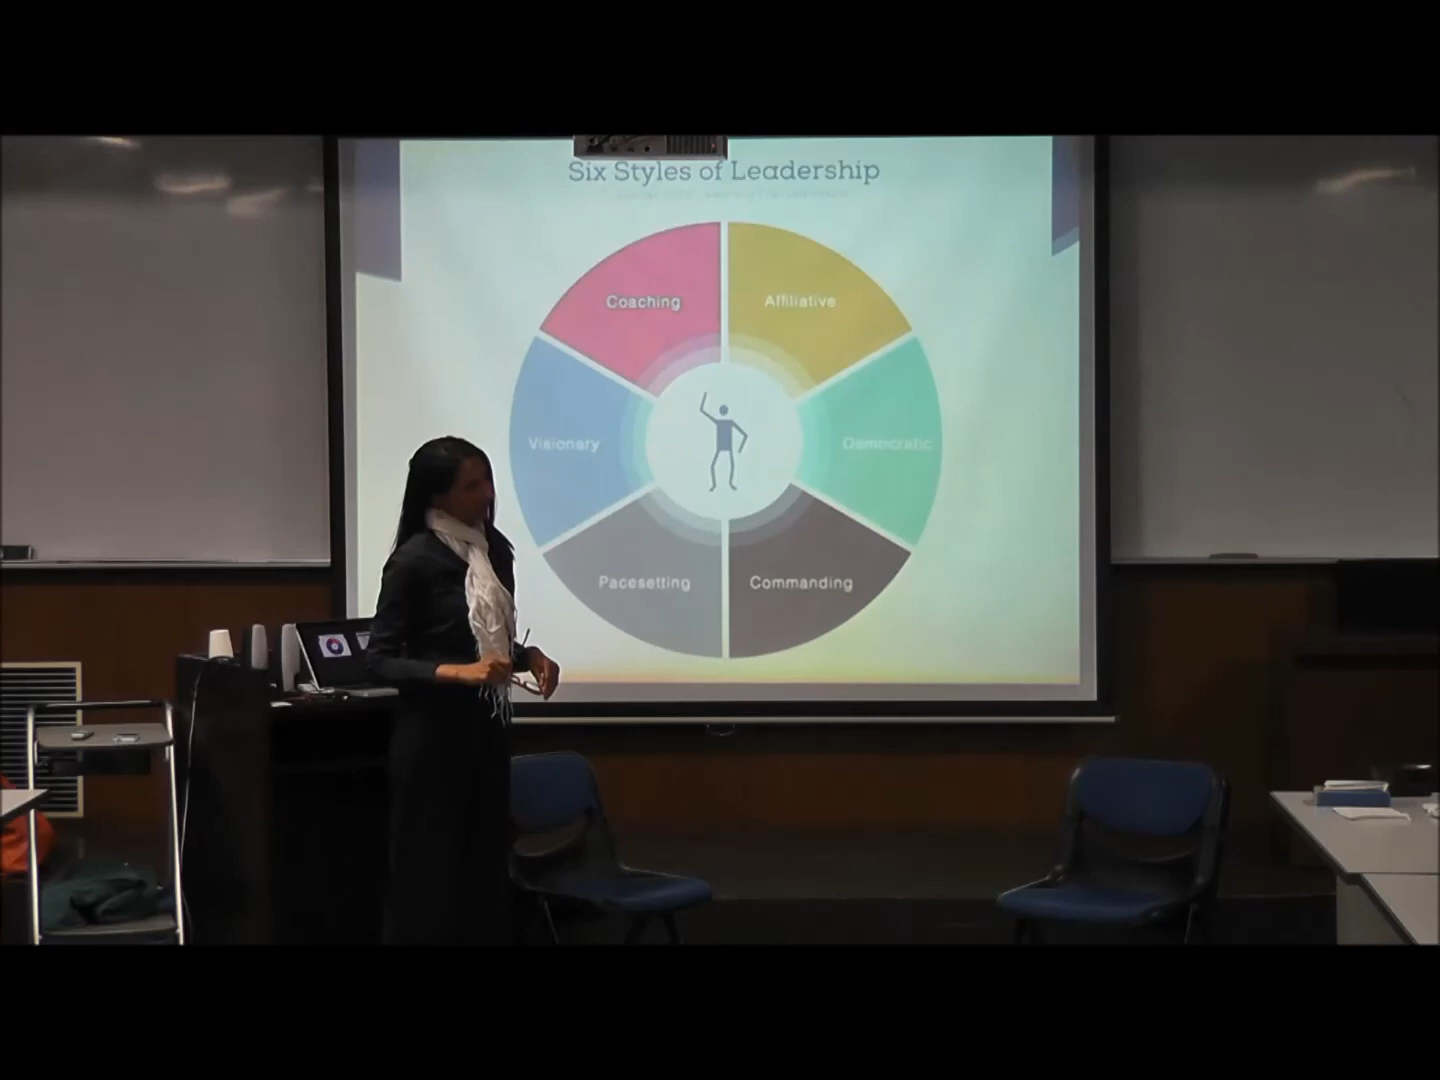 Six Styles of Leadership
Coaching
Affiliative
Visionary
Democratic
Pacesetting
Commanding